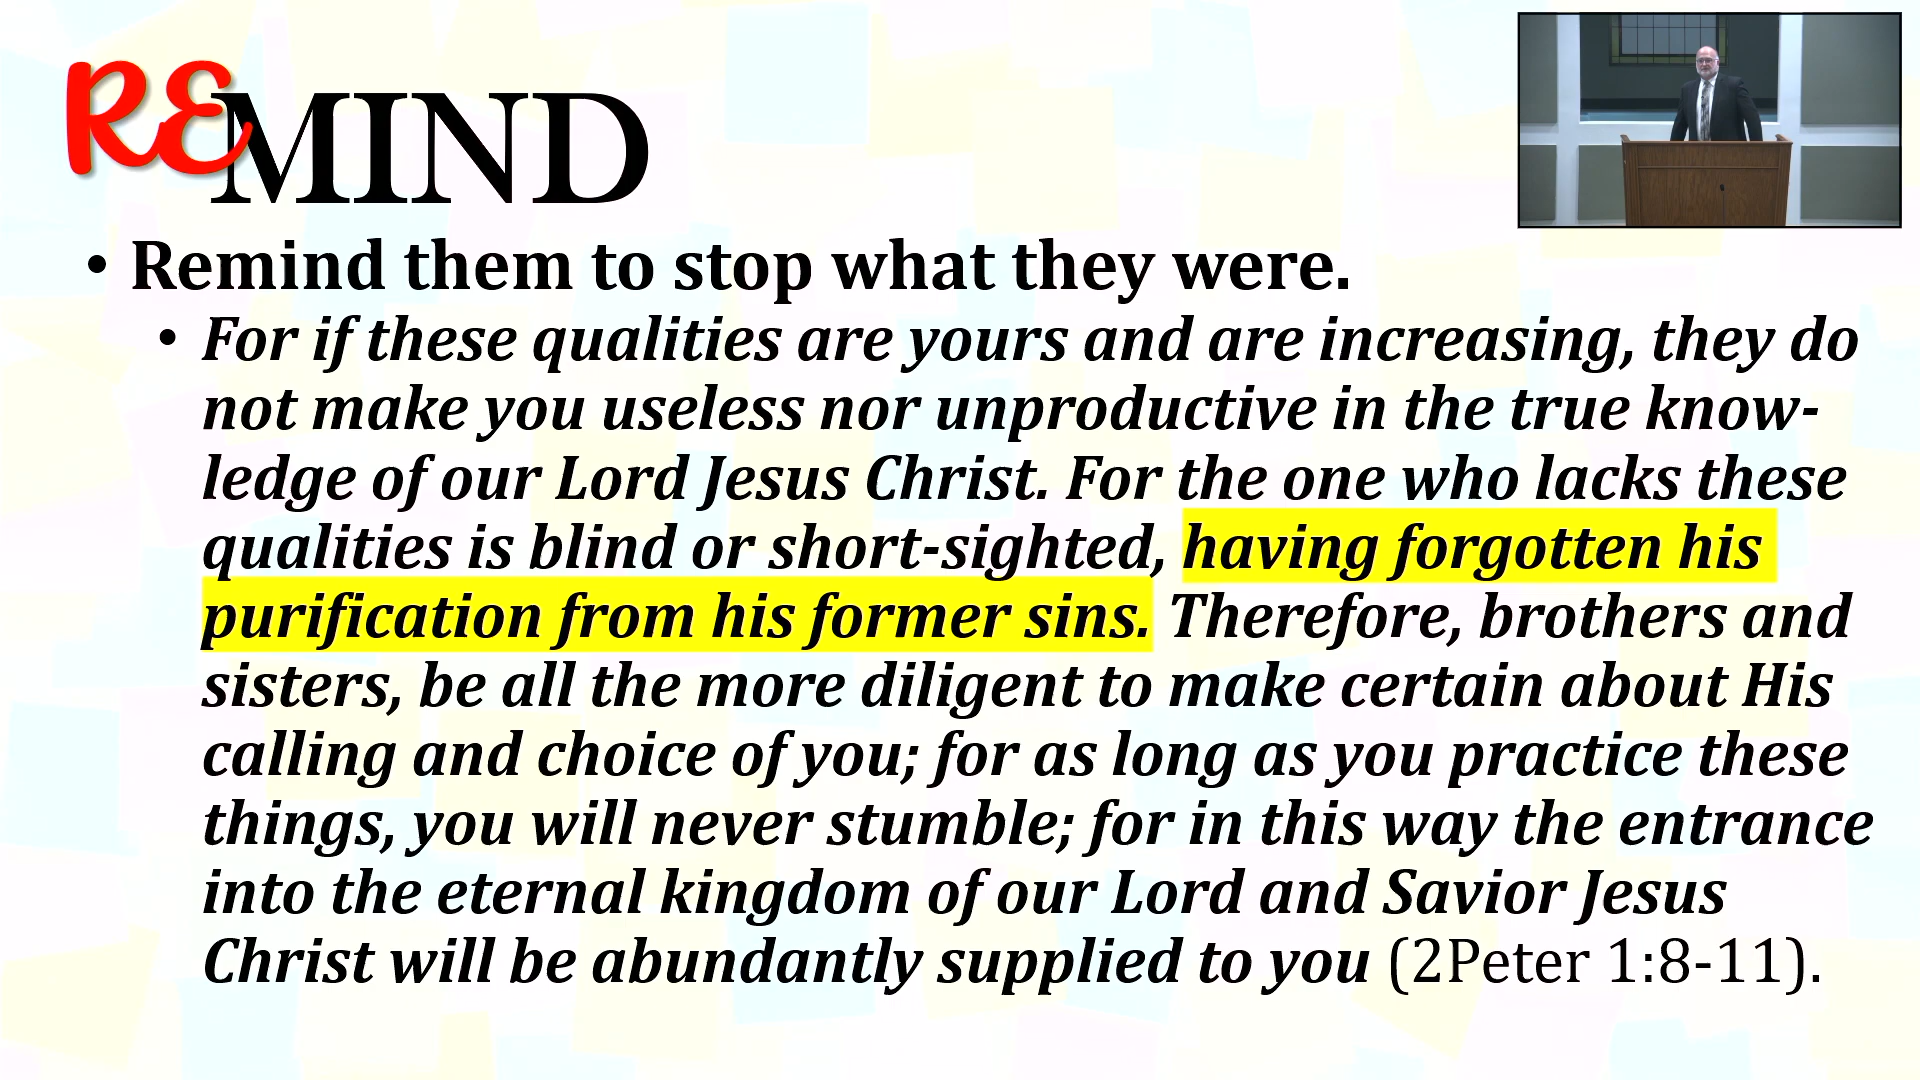 REMIND
• Remind them to stop what they were.
• For if these qualities are yours and are increasing, they do
not make you useless nor unproductive in the true know-
ledge of our Lord Jesus Christ. For the one who lacks these
qualities is blind or short-sighted, having forgotten his
purification from his former sins. Therefore, brothers and
sisters, be all the more diligent to make certain about His
calling and choice of you; for as long as you practice these
things, you will never stumble; for in this way the entrance
into the eternal kingdom of our Lord and Savior Jesus
Christ will be abundantly supplied to you (2Peter 1:8-11).